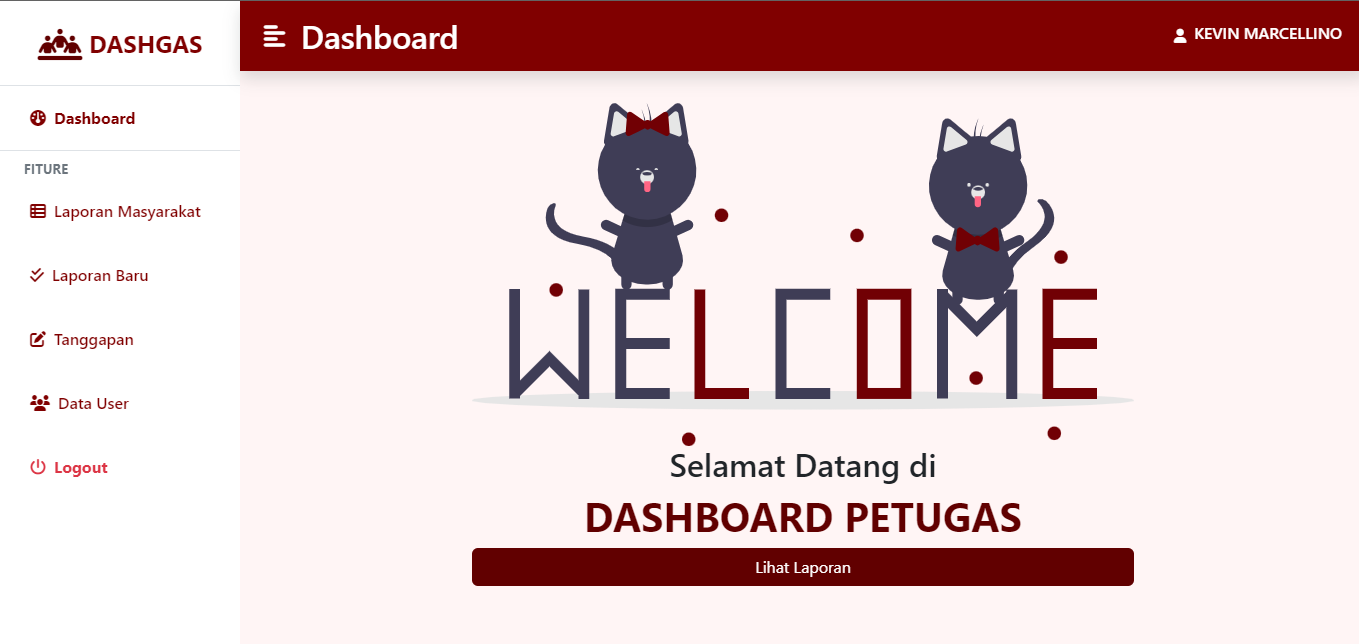 DASHGAS
Dashboard
KEVIN MARCELLINO
Dashboard
FITURE
Laporan Masyarakat
Laporan Baru
Tanggapan
Data User
Logout
WELCOME
Selamat Datang di
DASHBOARD PETUGAS
Lihat Laporan